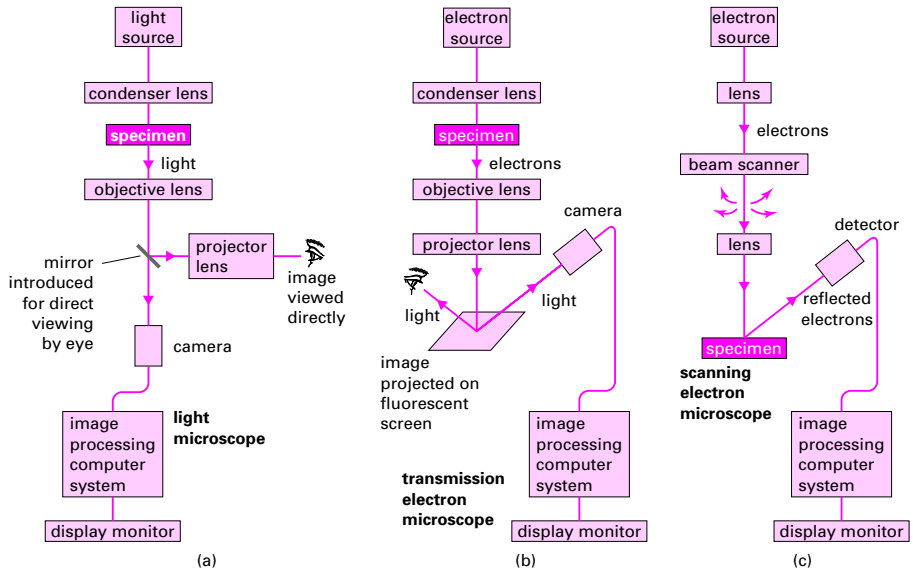 light
source
condenser lens
specimen
light
objective lens
projector
lens
mirror
introduced
for direct
viewing
by eye
image
viewed
directly
camera
light
microscope
image
processing
computer
system
display monitor
(a)
electron
source
condenser lens
specimen
electrons
objective lens
camera
projector lens
light
light
image
projected on
fluorescent
screen
transmission
electron
microscope
image
processing
computer
system
display monitor
(b)
electron
source
lens
electrons
beam scanner
detector
lens
reflected
electrons
specimen
scanning
electron
microscope
image
processing
computer
system
display monitor
(c)